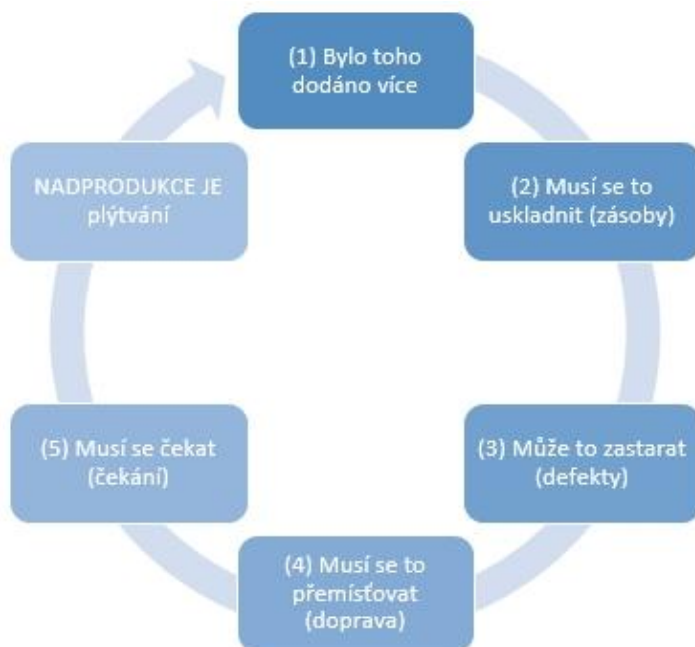 (1) Bylo toho
dodáno více
(2) Musí se to
uskladnit (zásoby)
(3) Může to zastarat
(defekty)
(4) Musí se to
přemísťovat
(doprava)
(5) Musí se čekat
(čekání)
NADPRODUKCE JE
plýtvání